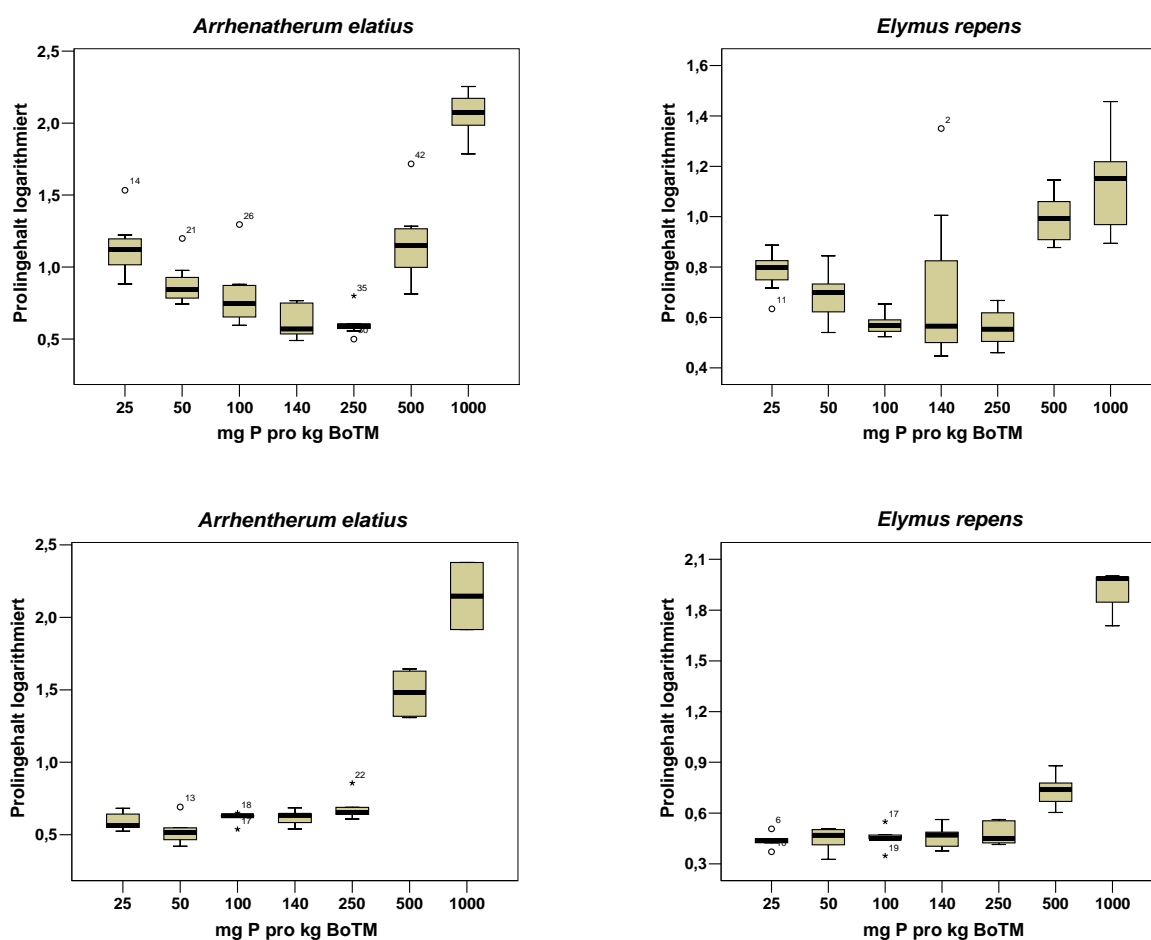 Arrhenatherum elatius
2,5
2,0
1,5
1,0
0,5
Prolingehalt logarithmiert
14
21
26
35
42
25 50 100 140 250 500 1000
mg P pro kg BoTM
Elymus repens
1,6
1,4
1,2
1,0
0,8
0,6
0,4
Prolingehalt logarithmiert
11
2
25 50 100 140 250 500 1000
mg P pro kg BoTM
Arrhentherum elatius
2,5
2,0
1,5
1,0
0,5
Prolingehalt logarithmiert
13
18
17
22
25 50 100 140 250 500 1000
mg P pro kg BoTM
Elymus repens
2,1
1,8
1,5
1,2
0,9
0,6
0,3
Prolingehalt logarithmiert
6
17
19
25 50 100 140 250 500 1000
mg P pro kg BoTM